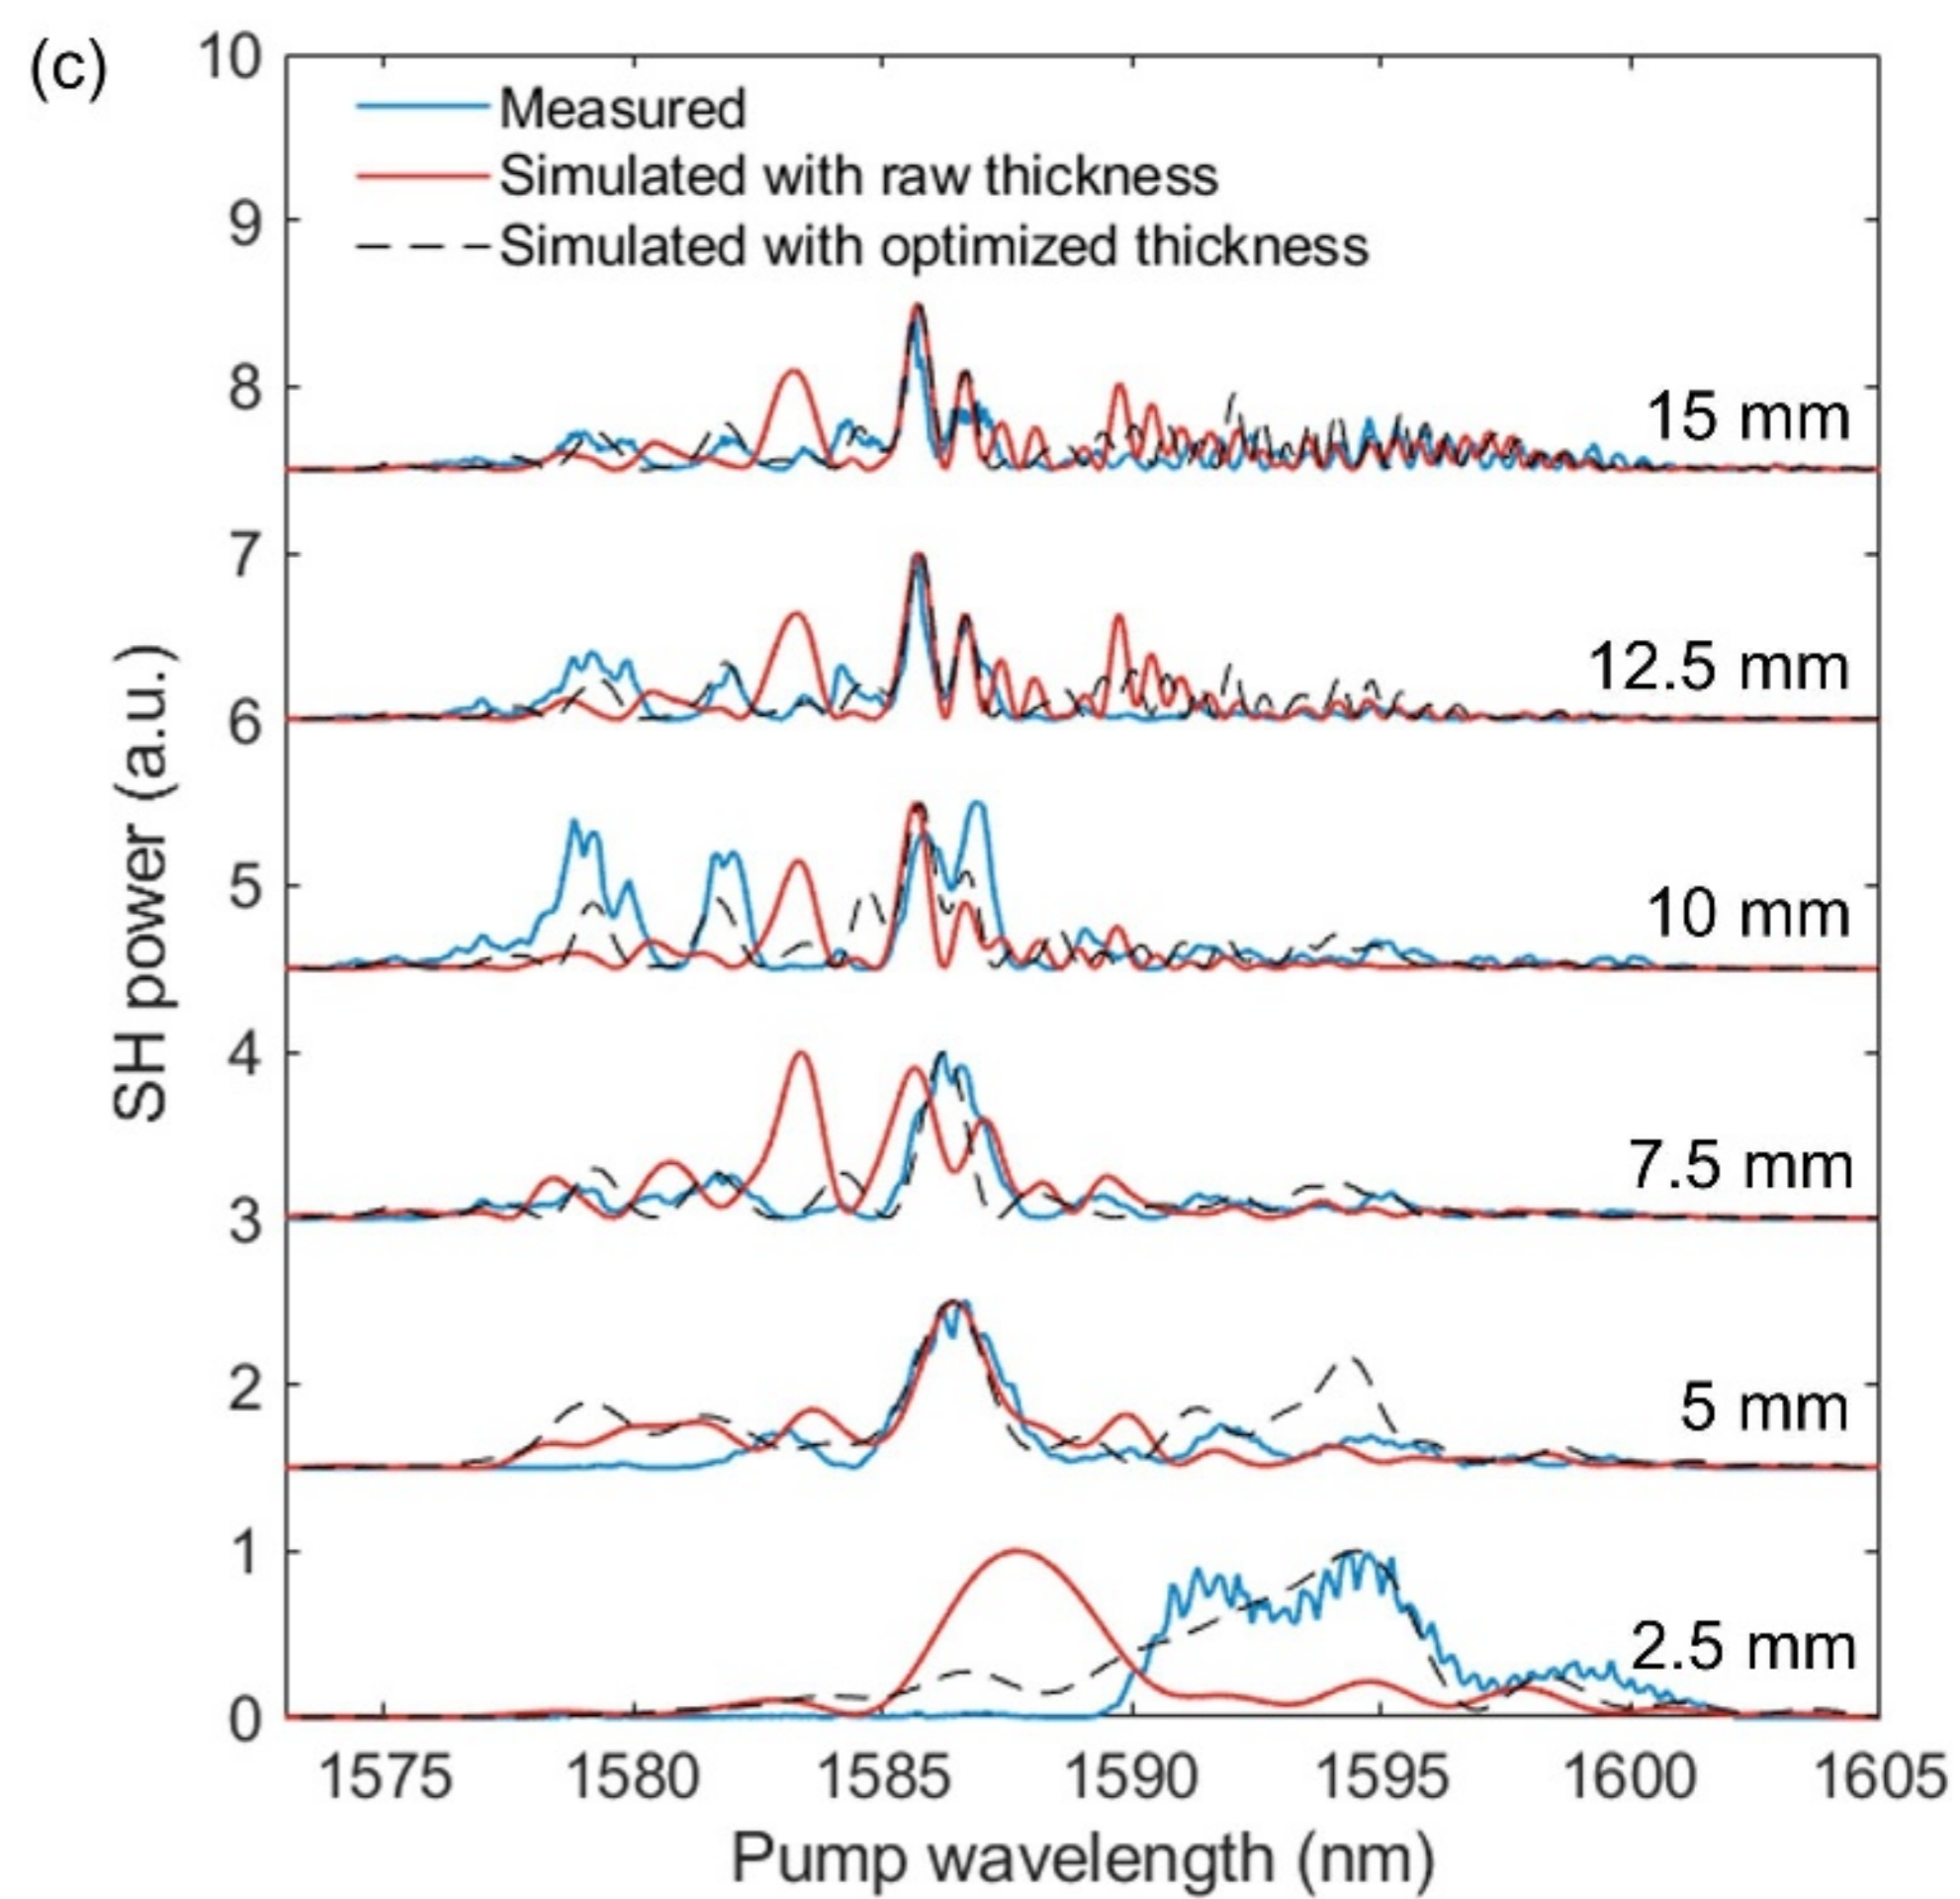 (c)
10
Measured
Simulated with raw thickness
9
Simulated with optimized thickness
8
15 mm
7
12.5 mm
6
SH power (a.u.)
10 mm
5
4
7.5 mm
3
2
5 mm
1
2.5 mm
0
1575 1580 1585 1590 1595 1600 1605
Pump wavelength (nm)